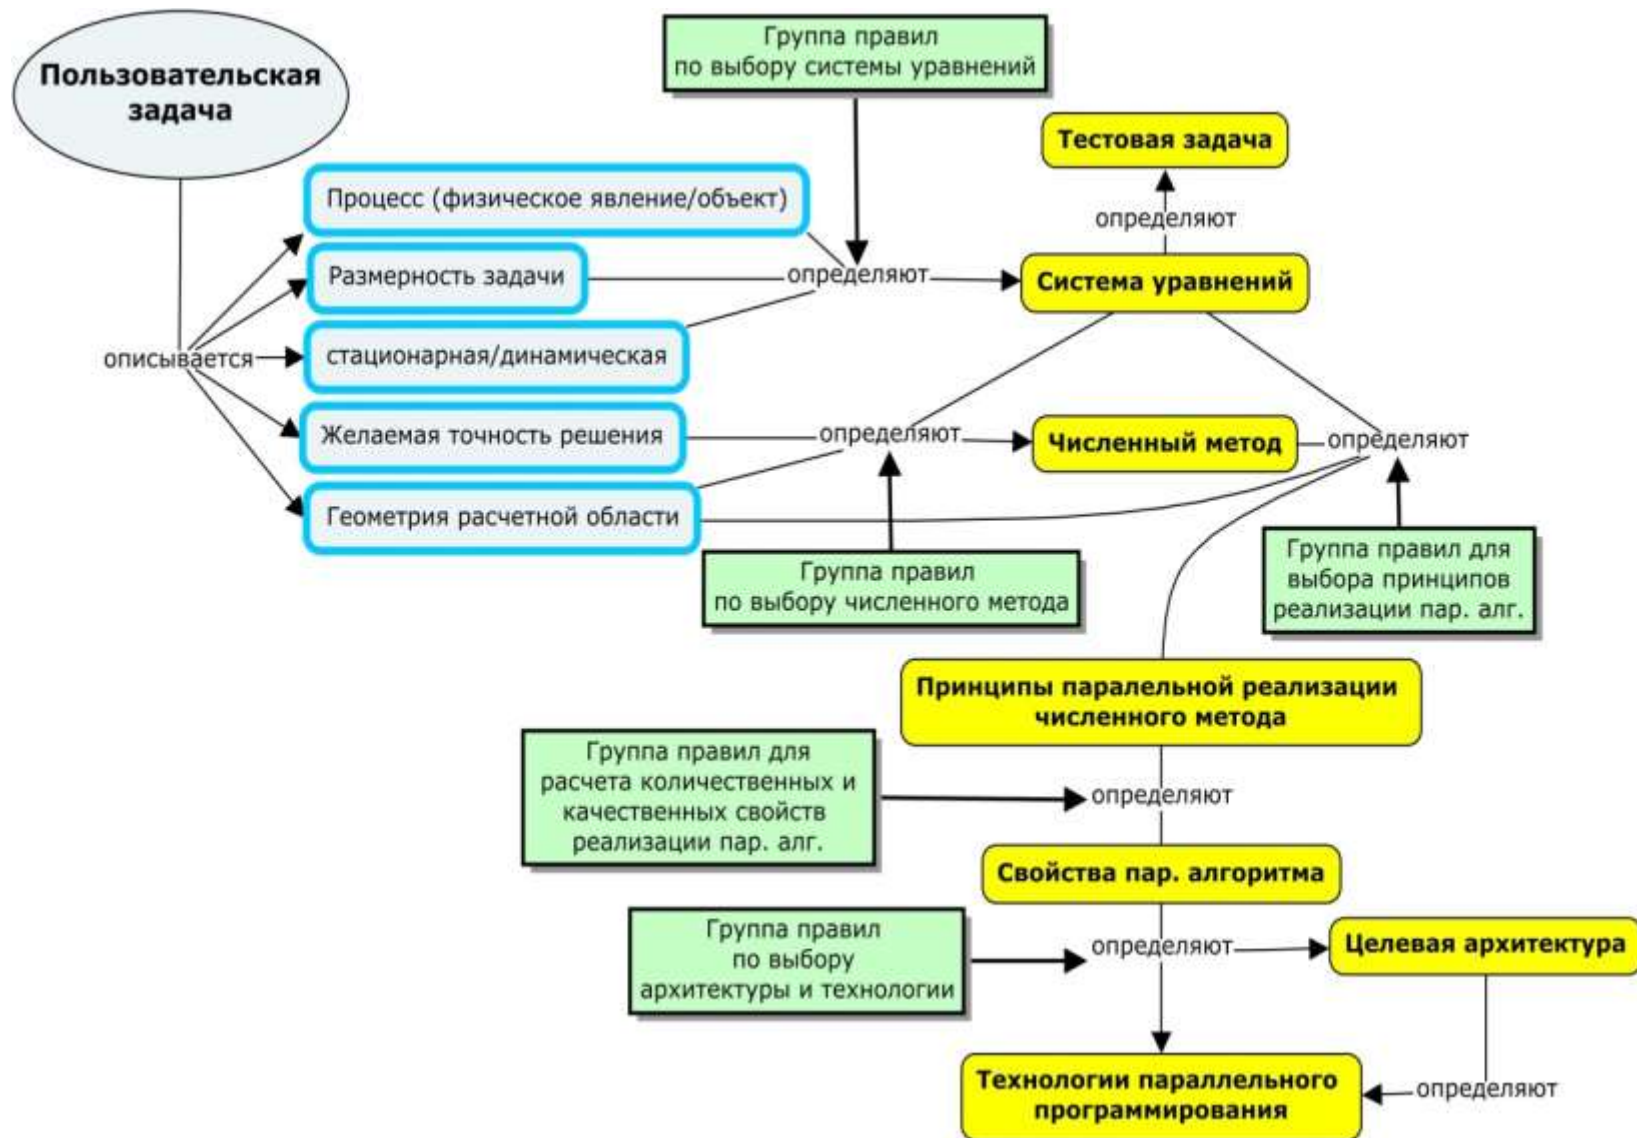 Группа правил
по выбору системы уравнений
Пользовательская
задача
Тестовая задача
Процесс (физическое явление/объект)
определяют
Размерность задачи
определяют
Система уравнений
стационарная/динамическая
описывается
Желаемая точность решения
определяют
Численный метод
определяют
Геометрия расчетной области
Группа правил
по выбору численного метода
Группа правил для
выбора принципов
реализации пар. алг.
Принципы паралельной реализации
численного метода
Группа правил для
расчета количественных и
качественных свойств
реализации пар. алг.
определяют
Свойства пар. алгоритма
Группа правил
по выбору
архитектуры и технологии
определяют
Целевая архитектура
Технологии параллельного
программирования
определяют